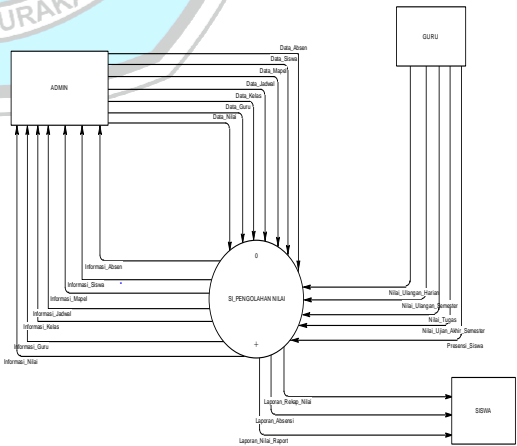 URAKA
GURU
ADMIN
Data_Absen
Data_Siswa
Data_Mapel
Data_Jadwal
Data_Kelas
Data_Guru
Data_Nilai
0
SI_PENGOLAHAN NILAI
+
Informasi_Absen
Informasi_Siswa
Informasi_Mapel
Informasi_Jadwal
Informasi_Kelas
Informasi_Guru
Informasi_Nilai
Nilai_Ulangan_Harian
Nilai_Ulangan_Semester
Nilai_Tugas
Nilai_Ujian_Akhir_Semester
Presensi_Siswa
SISWA
Laporan_Rekap_Nilai
Laporan_Absensi
Laporan_Nilai_Raport